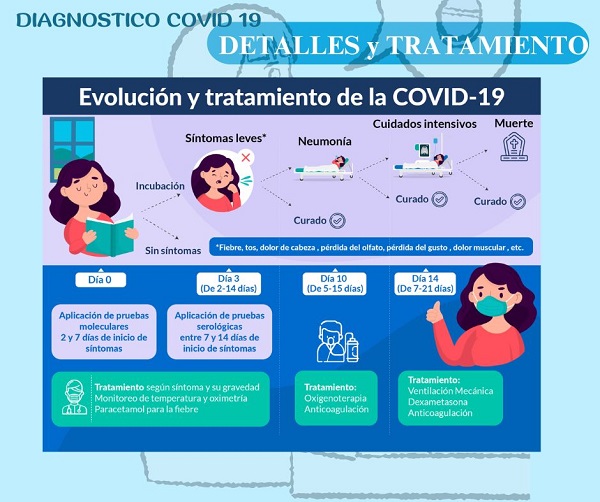 DIAGNOSTICO COVID 19
DETALLES y TRATAMIENTO
Evolución y tratamiento de la COVID-19
Síntomas leves*
Neumonía
Cuidados intensivos
Muerte
Incubación
Sin síntomas
Curado
Curado
Curado
*Fiebre, tos, dolor de cabeza , pérdida del olfato, pérdida del gusto , dolor muscular , etc.
Día 0
Día 3
(De 2-14 días)
Día 10
(De 5-15 días)
Día 14
(De 7-21 días)
Aplicación de pruebas
moleculares
2 y 7 días de inicio de
síntomas
Aplicación de pruebas
serológicas
entre 7 y 14 días de
inicio de síntomas
Tratamiento según síntoma y su gravedad
Monitoreo de temperatura y oximetría
Paracetamol para la fiebre
Tratamiento:
Oxigenoterapia
Anticoagulación
Tratamiento:
Ventilación Mecánica
Dexametasona
Anticoagulación